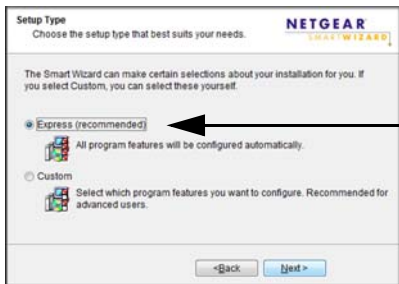 Setup Type
Choose the setup type that best suits your needs.
NETGEAR
SMARTWIZARD
The Smart Wizard can make certain selections about your installation for you. If
you select Custom, you can select these yourself.
Express (recommended)
All program features will be configured automatically.
Custom
Select which program features you want to configure. Recommended for
advanced users.
<Back
Next >